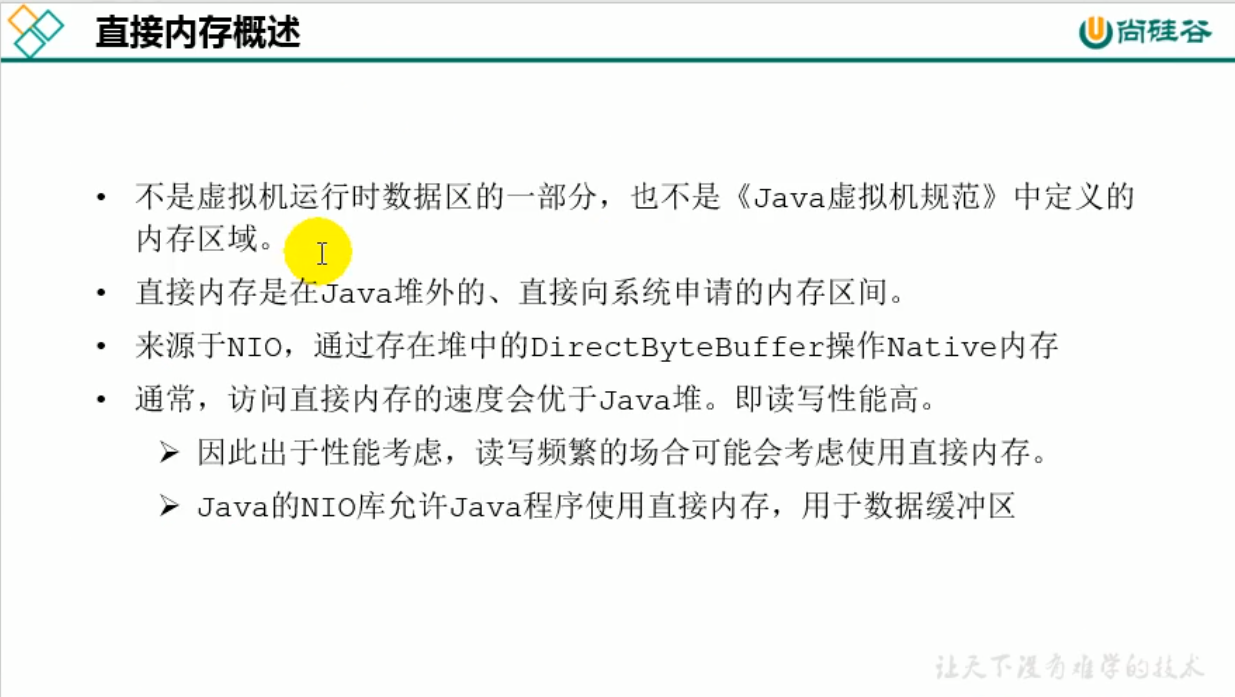 直接内存概述
尚硅谷
• 不是虚拟机运行时数据区的一部分，也不是《Java虚拟机规范》中定义的
内存区域。
• 直接内存是在Java堆外的、直接向系统申请的内存区间。
• 来源于NIO，通过存在堆中的DirectByteBuffer操作Native内存
• 通常，访问直接内存的速度会优于Java堆。即读写性能高。
➢ 因此出于性能考虑，读写频繁的场合可能会考虑使用直接内存。
➢ Java的NIO库允许Java程序使用直接内存，用于数据缓冲区
让天下没有难学的技术